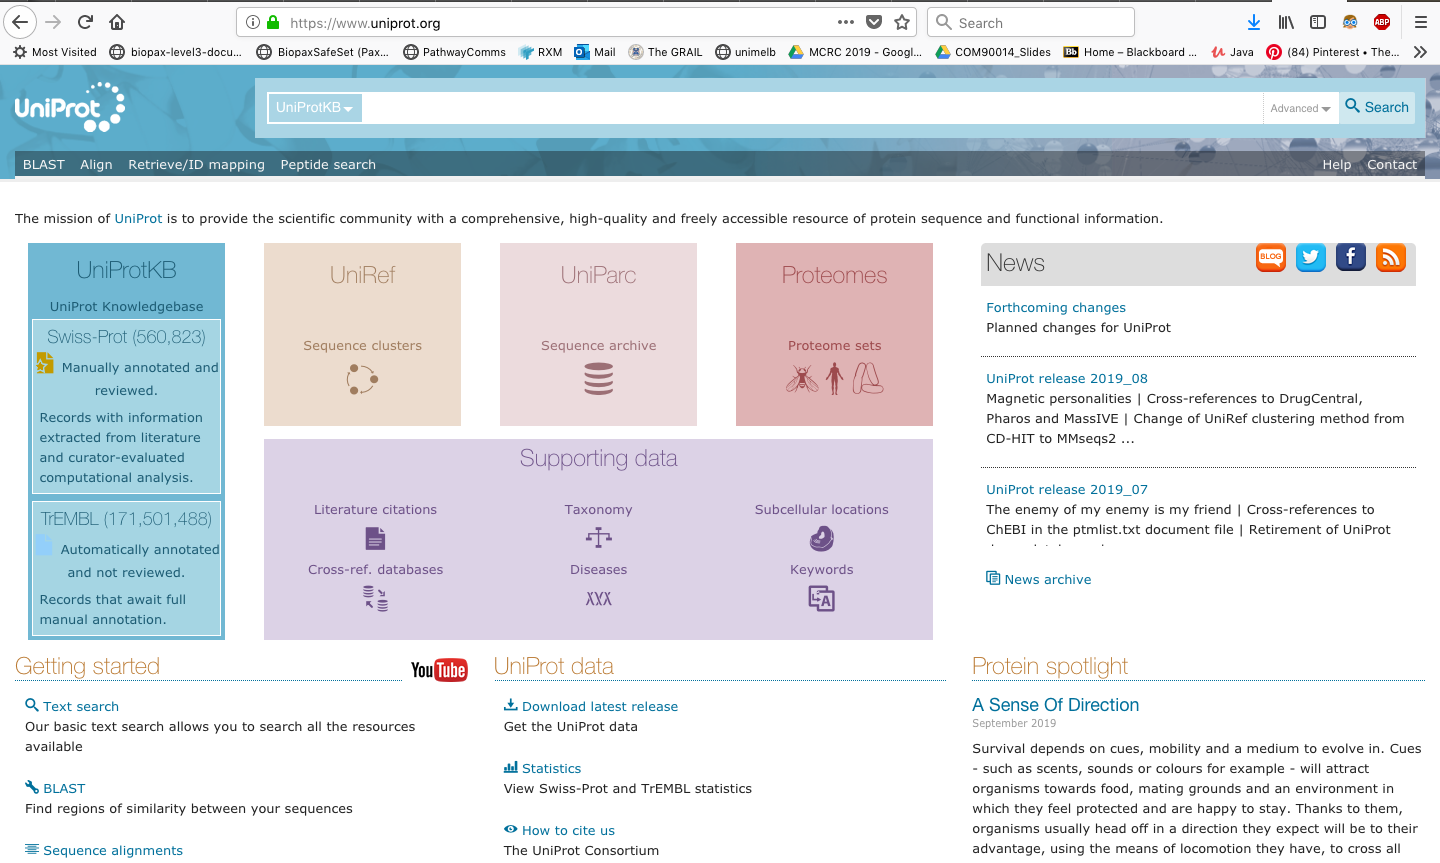 https://www.uniprot.org
Search
Most Visited
biopax-level3-docu...
BiopaxSafeSet (Pax...
PathwayComms
RXM
Mail
The GRAIL
unimelb
MCRC 2019 - Googl...
COM90014_Slides
Bb Home – Blackboard ...
Java
(84) Pinterest • The...
ABP
UniProt
UniProtKB
Advanced
Search
BLAST Align Retrieve/ID mapping Peptide search
Help Contact
The mission of UniProt is to provide the scientific community with a comprehensive, high-quality and freely accessible resource of protein sequence and functional information.
UniProtKB
UniProt Knowledgebase
Swiss-Prot (560,823)
Manually annotated and
reviewed.
Records with information
extracted from literature
and curator-evaluated
computational analysis.
TrEMBL (171,501,488)
Automatically annotated
and not reviewed.
Records that await full
manual annotation.
UniRef
Sequence clusters
UniParc
Sequence archive
Proteomes
Proteome sets
Supporting data
Literature citations
Taxonomy
Subcellular locations
Cross-ref. databases
Diseases
Keywords
A
News
BLOG
f
Forthcoming changes
Planned changes for UniProt
UniProt release 2019_08
Magnetic personalities | Cross-references to DrugCentral,
Pharos and MassIVE | Change of UniRef clustering method from
CD-HIT to MMseqs2 ...
UniProt release 2019_07
The enemy of my enemy is my friend | Cross-references to
ChEBI in the ptmlist.txt document file | Retirement of UniProt
News archive
Getting started
YouTube
Text search
Our basic text search allows you to search all the resources
available
BLAST
Find regions of similarity between your sequences
Sequence alignments
UniProt data
Download latest release
Get the UniProt data
Statistics
View Swiss-Prot and TrEMBL statistics
How to cite us
The UniProt Consortium
Protein spotlight
A Sense Of Direction
September 2019
Survival depends on cues, mobility and a medium to evolve in. Cues
- such as scents, sounds or colours for example - will attract
organisms towards food, mating grounds and an environment in
which they feel protected and are happy to stay. Thanks to them,
organisms usually head off in a direction they expect will be to their
advantage, using the means of locomotion they have, to cross all